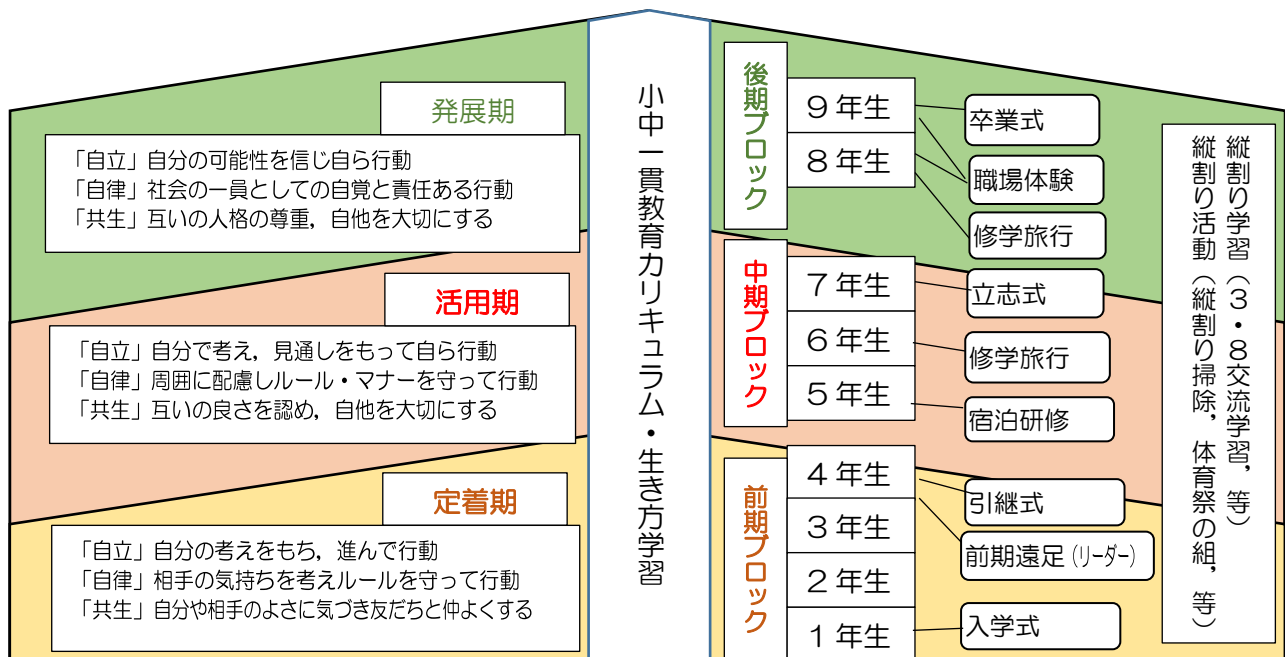 発展期
「自立」自分の可能性を信じ自ら行動
「自律」社会の一員としての自覚と責任ある行動
「共生」互いの人格の尊重，自他を大切にする
活用期
「自立」自分で考え，見通しをもって自ら行動
「自律」周囲に配慮しルール・マナーを守って行動
「共生」互いの良さを認め，自他を大切にする
定着期
「自立」自分の考えをもち，進んで行動
「自律」相手の気持ちを考えルールを守って行動
「共生」自分や相手のよさに気づき友だちと仲よくする
小中一貫教育カリキュラム・生き方学習
後期ブロック
９年生
８年生
卒業式
職場体験
修学旅行
中期ブロック
７年生
６年生
５年生
立志式
修学旅行
宿泊研修
前期ブロック
４年生
３年生
２年生
１年生
引継式
前期遠足（リーダー）
入学式
縦割り学習（３・８交流学習，等）
縦割り活動（縦割り掃除，体育祭の組，等）